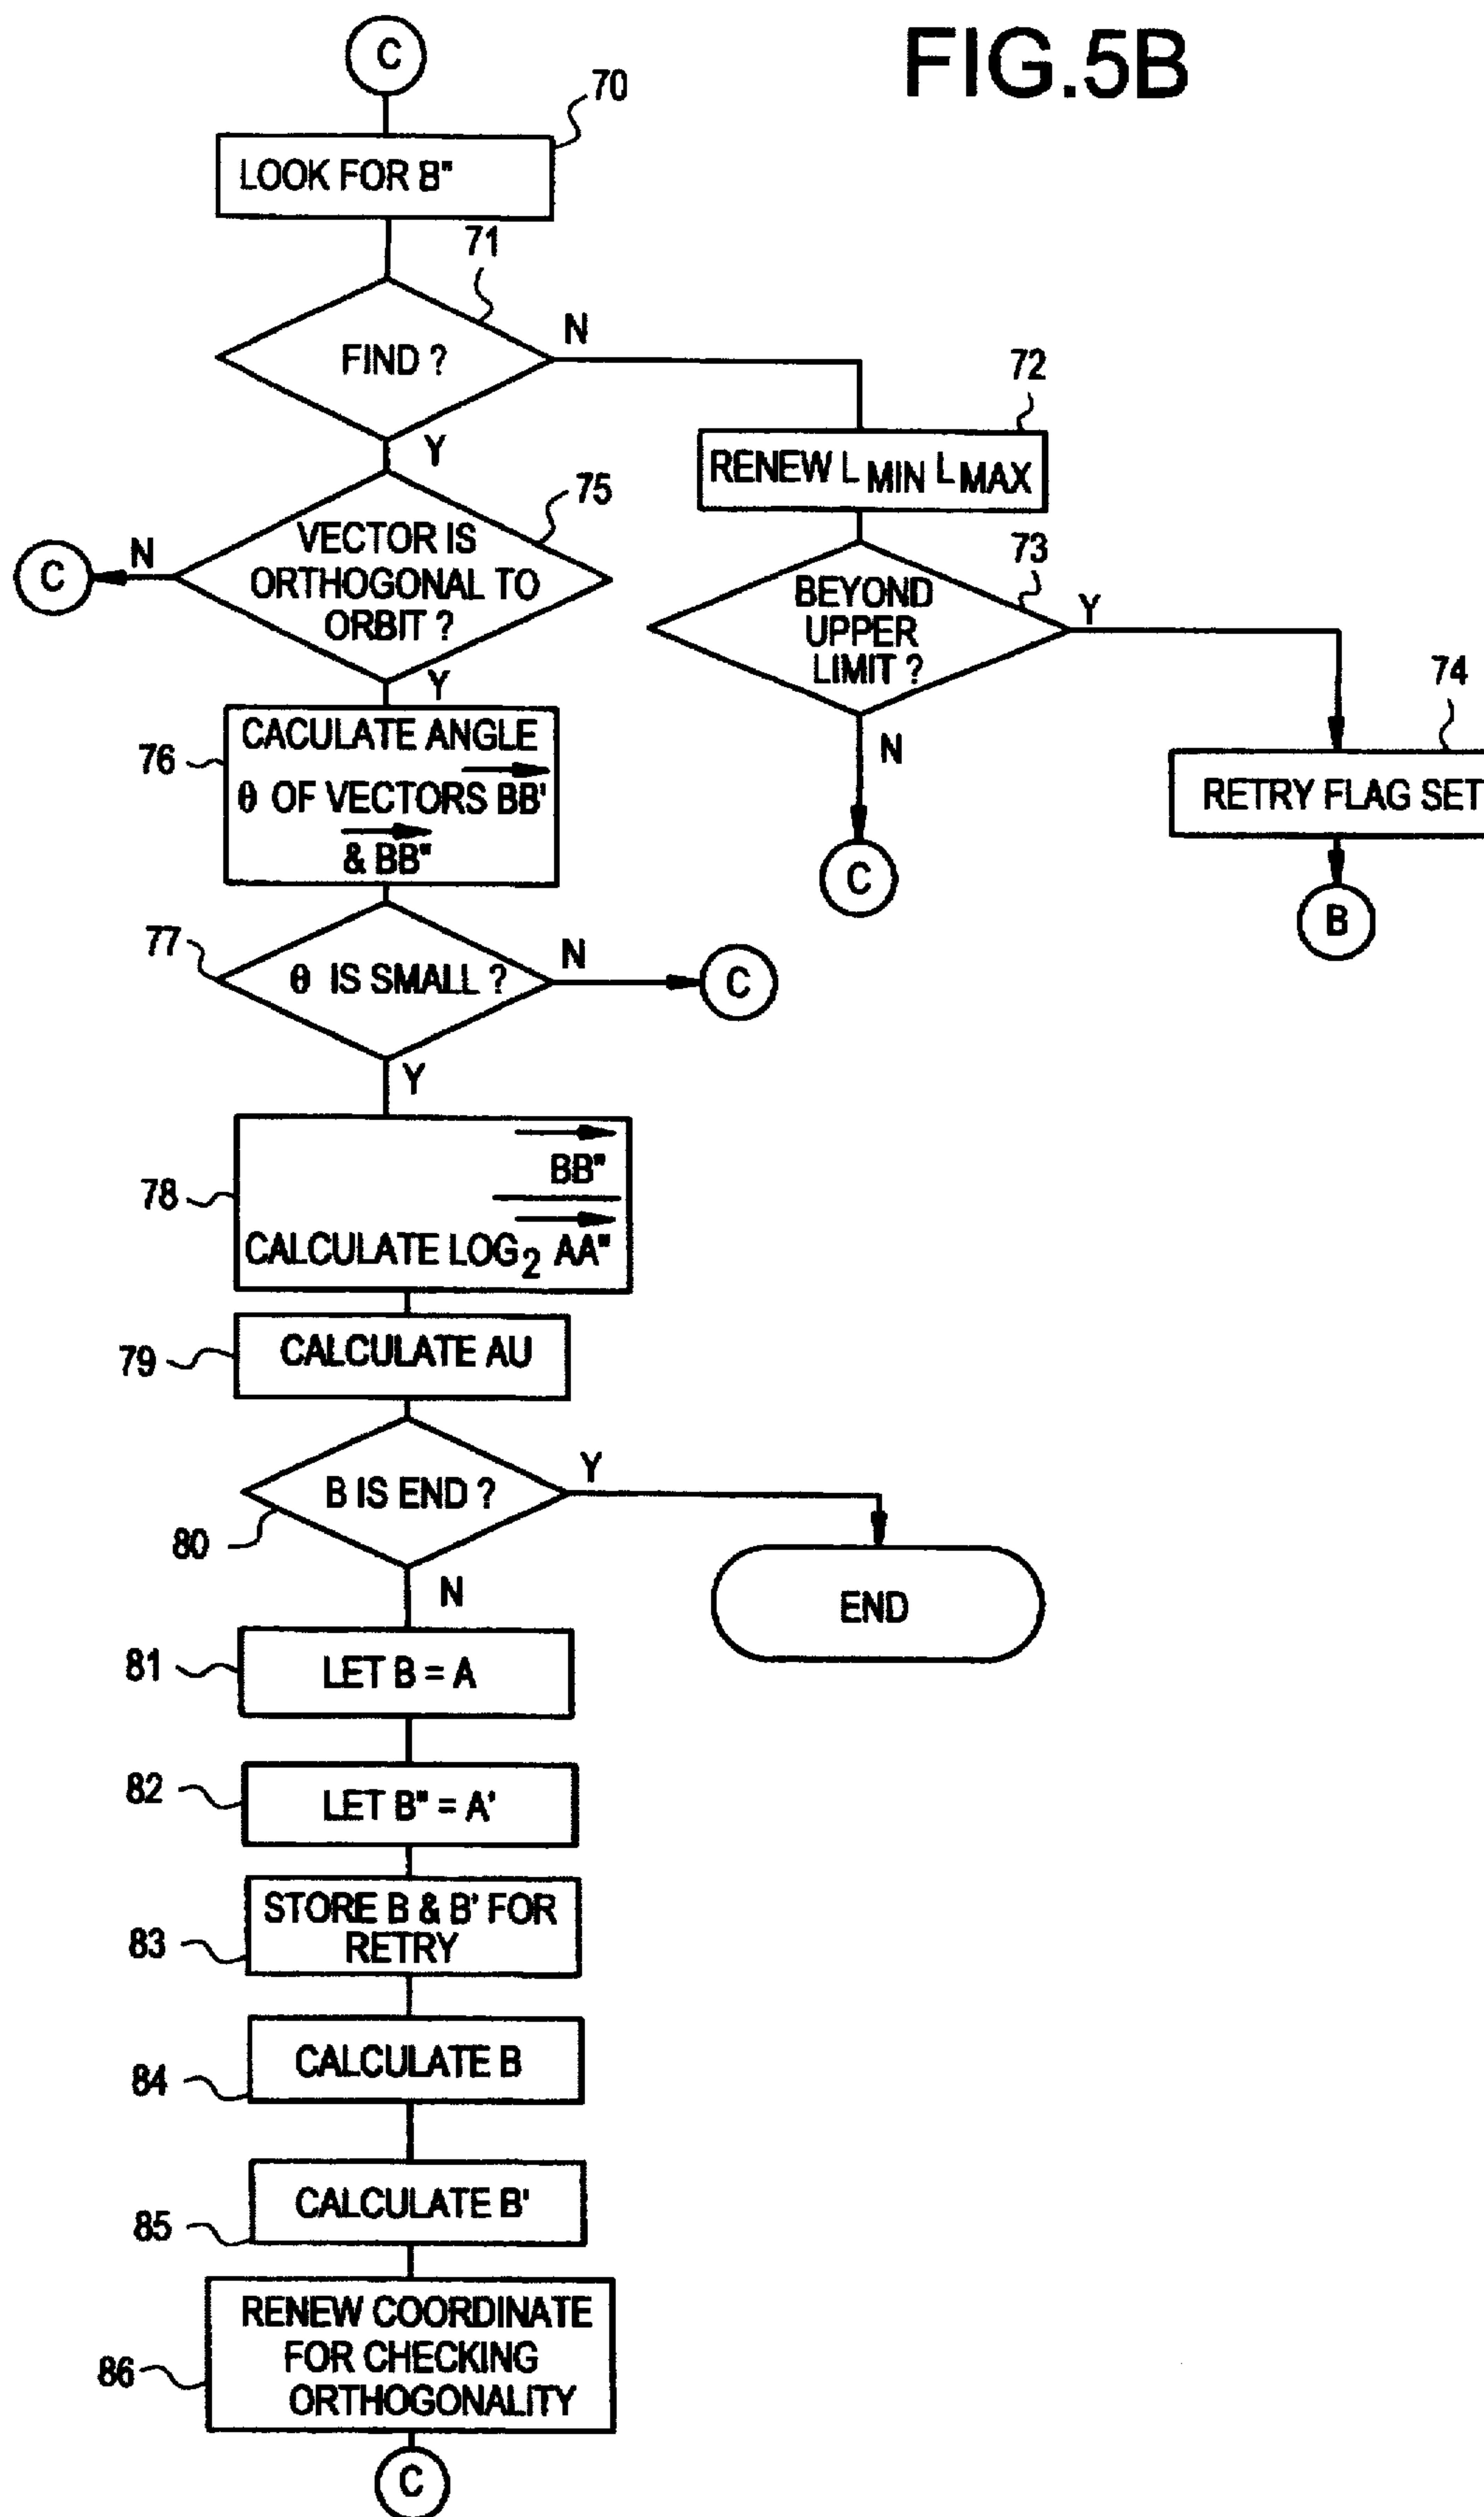 FIG.5B
C
70
LOOK FOR B"
71
FIND ?
N
Y
72
RENEW L MIN L MAX
75
VECTOR IS
ORTHOGONAL TO
ORBIT ?
N
C
Y
73
BEYOND
UPPER
LIMIT ?
Y
N
C
74
RETRY FLAG SET
B
76
CACULATE ANGLE
θ OF VECTORS BB'
& BB"
77
θ IS SMALL ?
N
C
Y
78
BB"
CALCULATE LOG2 AA"
79
CALCULATE AU
80
B IS END ?
Y
END
N
81
LET B = A
82
LET B" = A'
83
STORE B & B' FOR
RETRY
84
CALCULATE B
85
CALCULATE B'
86
RENEW COORDINATE
FOR CHECKING
ORTHOGONALITY
C